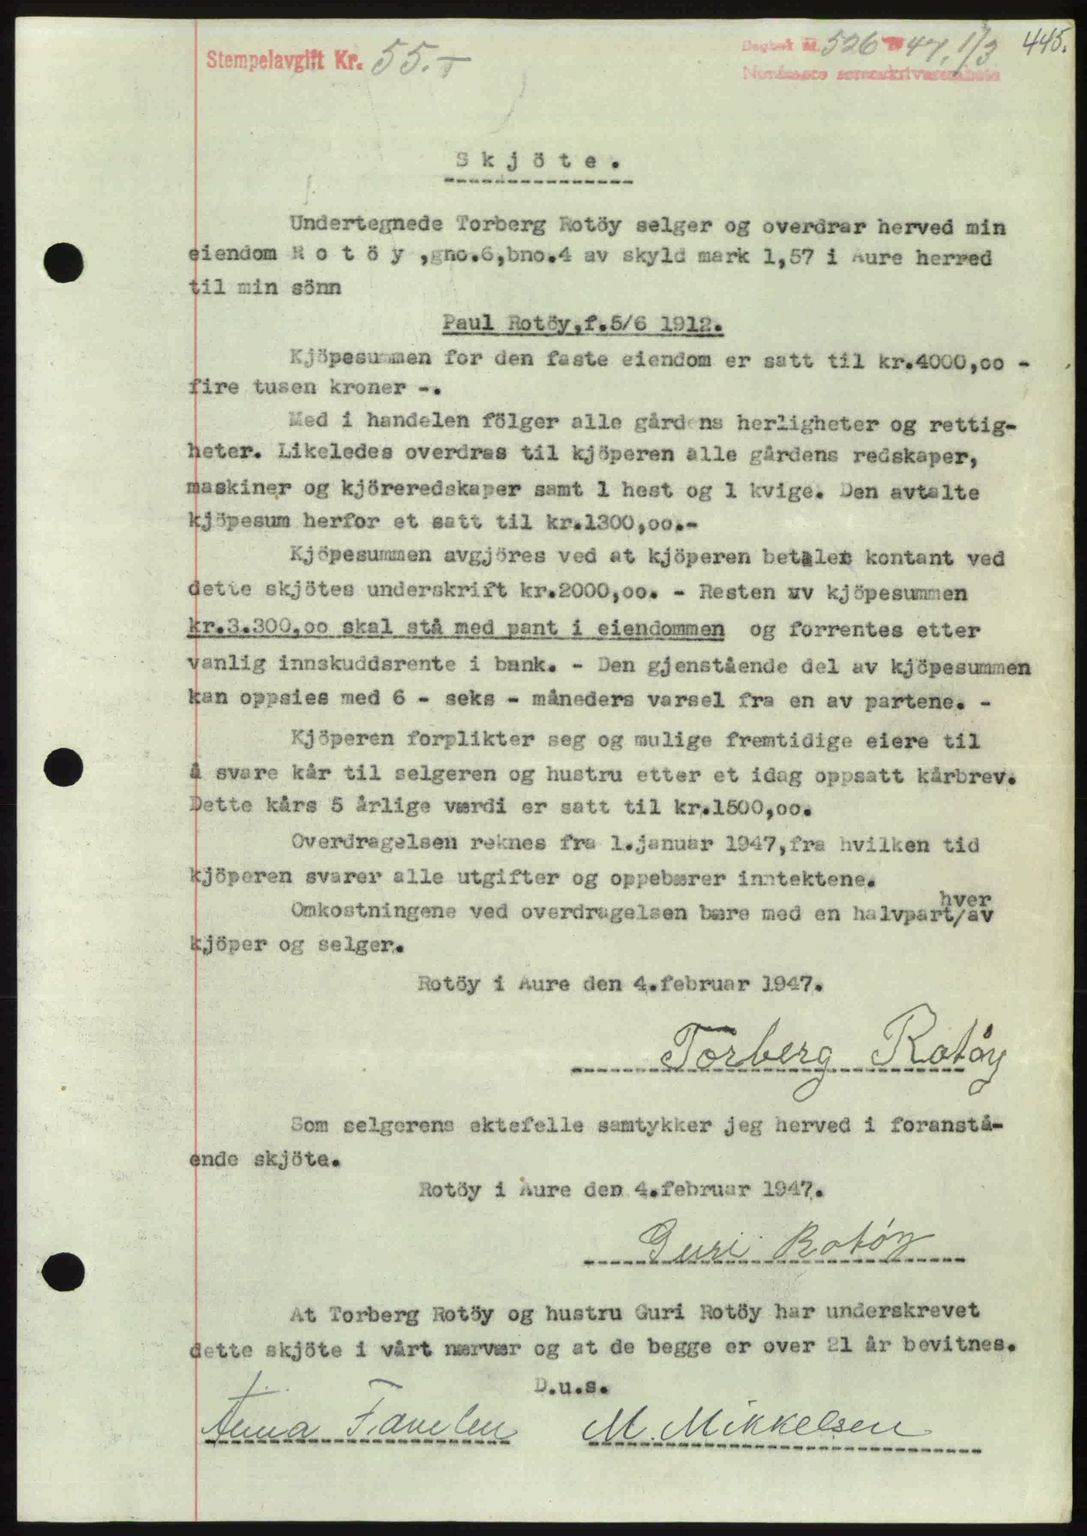 Stempelavgift Kr. 55.-
Dagbok nr. 526 1947. 1/3 445.
Nordmøre sorenskriverembete
Skjöte.
Undertegnede Torberg Rotöy selger og overdrar herved min
eiendom R o t ö y ,gno.6,bno.4 av skyld mark 1,57 i Aure herred
til min sönn
Paul Rotöy,f.5/6 1912.
Kjöpesummen for den faste eiendom er satt til kr.4000,oo -
fire tusen kroner -.
Med i handelen fölger alle gårdens herligheter og rettig-
heter. Likeledes overdras til kjöperen alle gårdens redskaper,
maskiner og kjöreredskaper samt 1 hest og 1 kvige. Den avtalte
kjöpesum herfor et satt til kr.1300,oo.-
Kjöpesummen avgjöres ved at kjöperen betaler kontant ved
dette skjötes underskrift kr.2000,oo. - Resten av kjöpesummen
kr.3.300,oo skal stå med pant i eiendommen og forrentes etter
vanlig innskuddsrente i bank. - Den gjenstående del av kjöpesummen
kan oppsies med 6 - seks - måneders varsel fra en av partene. -
Kjöperen forplikter seg og mulige fremtidige eiere til
å svare kår til selgeren og hustru etter et idag oppsatt kårbrev.
Dette kårs 5 årlige værdi er satt til kr.1500,oo.
Overdragelsen reknes fra 1.januar 1947,fra hvilken tid
kjöperen svarer alle utgifter og oppebærer inntektene.
hver
Omkostningene ved overdragelsen bære med en halvpart/av
kjöper og selger.
Rotöy i Aure den 4.februar 1947.
Torberg Rotöy
Som selgerens ektefelle samtykker jeg herved i foranstå-
ende skjöte.
Rotöy i Aure den 4.februar 1947.
Guri Rotøy
At Torberg Rotöy og hustru Guri Rotöy har underskrevet
dette skjöte i vårt nærvær og at de begge er over 21 år bevitnes.
D.u.s.
Anna M. Mikkelsen